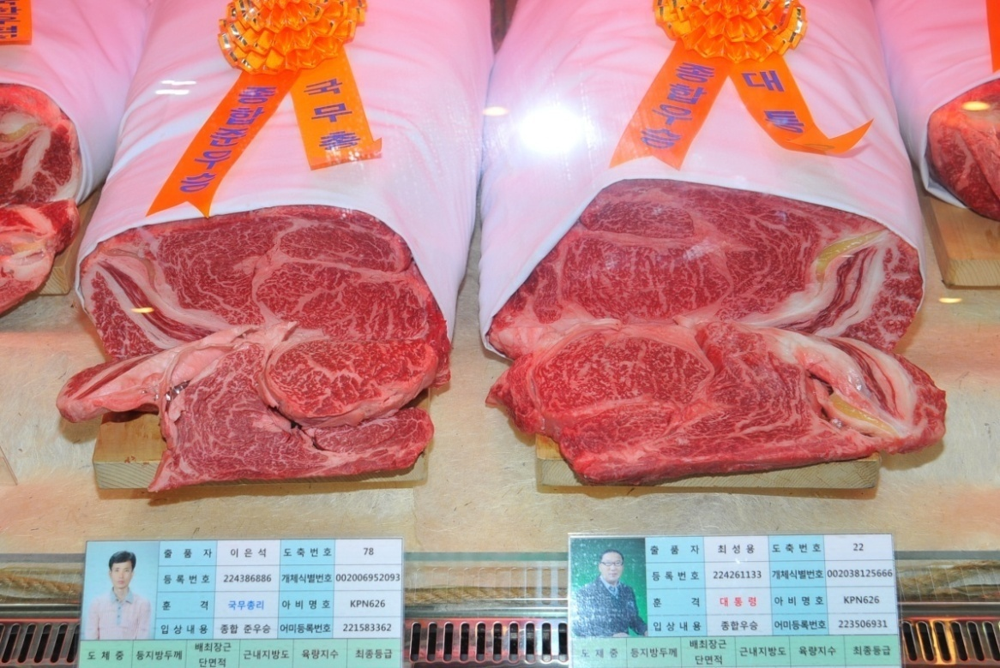 종합준우승
국무총
종합우승
대통
출품자 이은석 도축번호 78
등록번호 224386886 개체식별번호 002006952093
훈격 국무총리 아비명호 KPN626
입상내용 종합 준우승 어미등록번호 221583362
도체중 등지방두께 배최장근단면적 근내지방도 육량지수 최종등급
출품자 최성용 도축번호 22
등록번호 224261133 개체식별번호 002038125666
훈격 대통령 아비명호 KPN626
입상내용 종합우승 어미등록번호 223506931
도체중 등지방두께 배최장근단면적 근내지방도 육량지수 최종등급